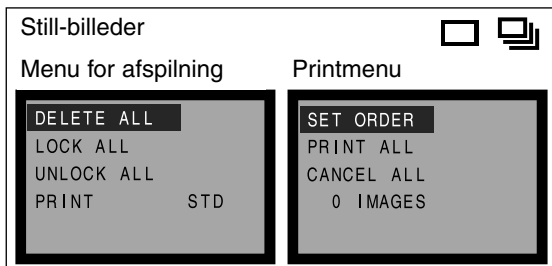 Still-billeder
Menu for afspilning
DELETE ALL
LOCK ALL
UNLOCK ALL
PRINT STD
Printmenu
SET ORDER
PRINT ALL
CANCEL ALL
0 IMAGES